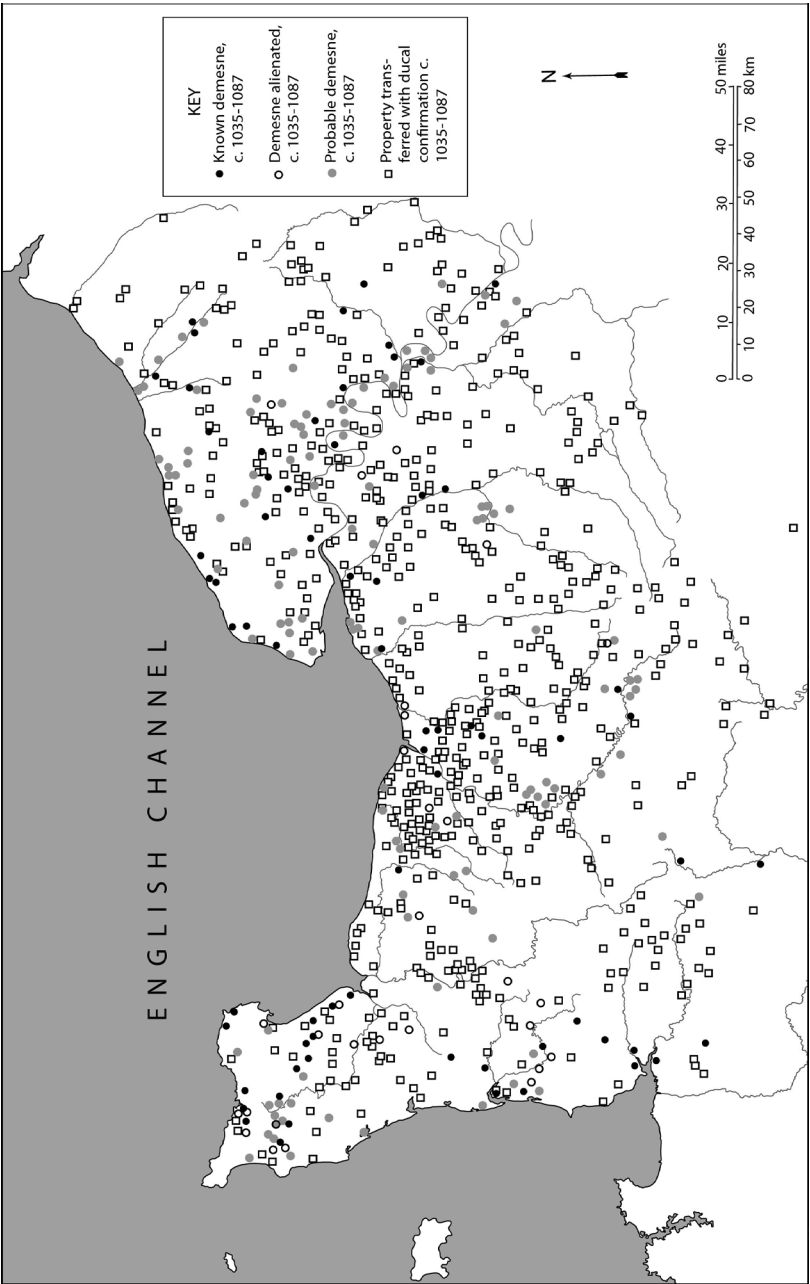 ENGLISH CHANNEL
KEY
Known demesne,
c. 1035-1087
Demesne alienated,
c. 1035-1087
Probable demesne,
c. 1035-1087
Property trans-
ferred with ducal
confirmation c.
1035-1087
N
0 10 20 30 40 50 miles
0 10 20 30 40 50 60 70 80 km